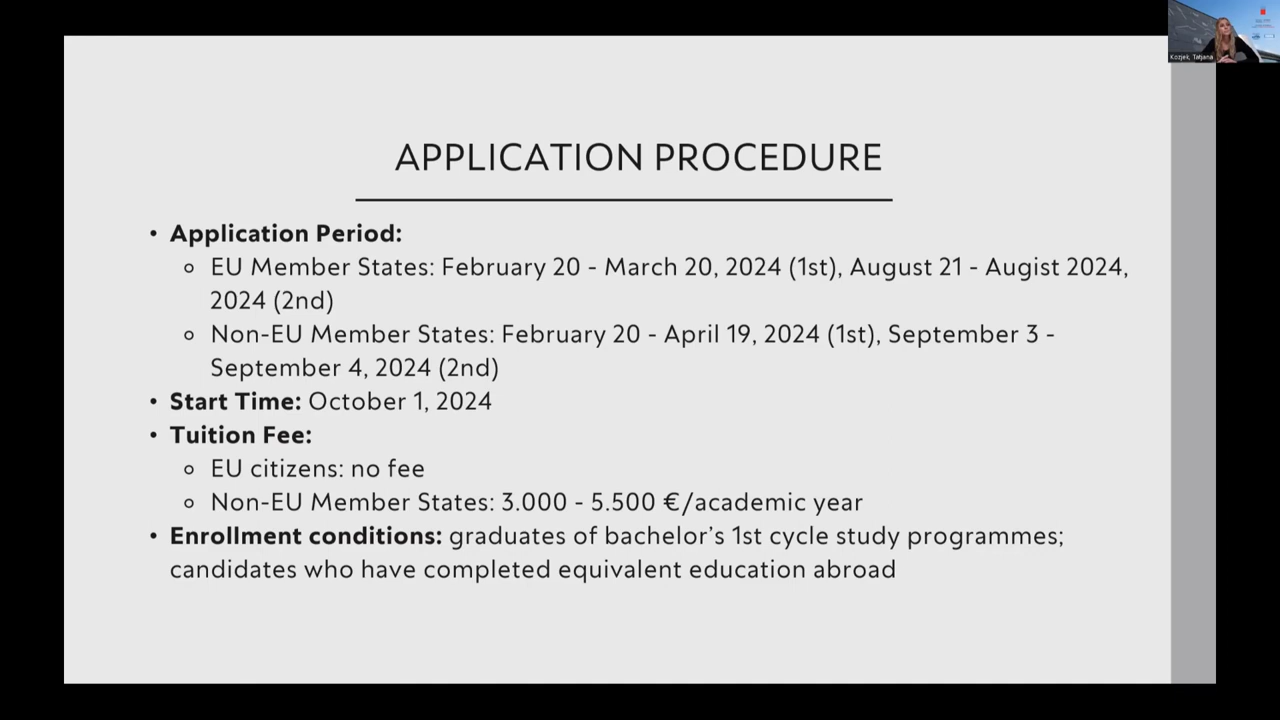 Kozjek, Tatjana
APPLICATION PROCEDURE
• Application Period:
◦ EU Member States: February 20 - March 20, 2024 (1st), August 21 - Augist 2024,
2024 (2nd)
◦ Non-EU Member States: February 20 - April 19, 2024 (1st), September 3 -
September 4, 2024 (2nd)
• Start Time: October 1, 2024
• Tuition Fee:
◦ EU citizens: no fee
◦ Non-EU Member States: 3.000 - 5.500 €/academic year
• Enrollment conditions: graduates of bachelor’s 1st cycle study programmes;
candidates who have completed equivalent education abroad